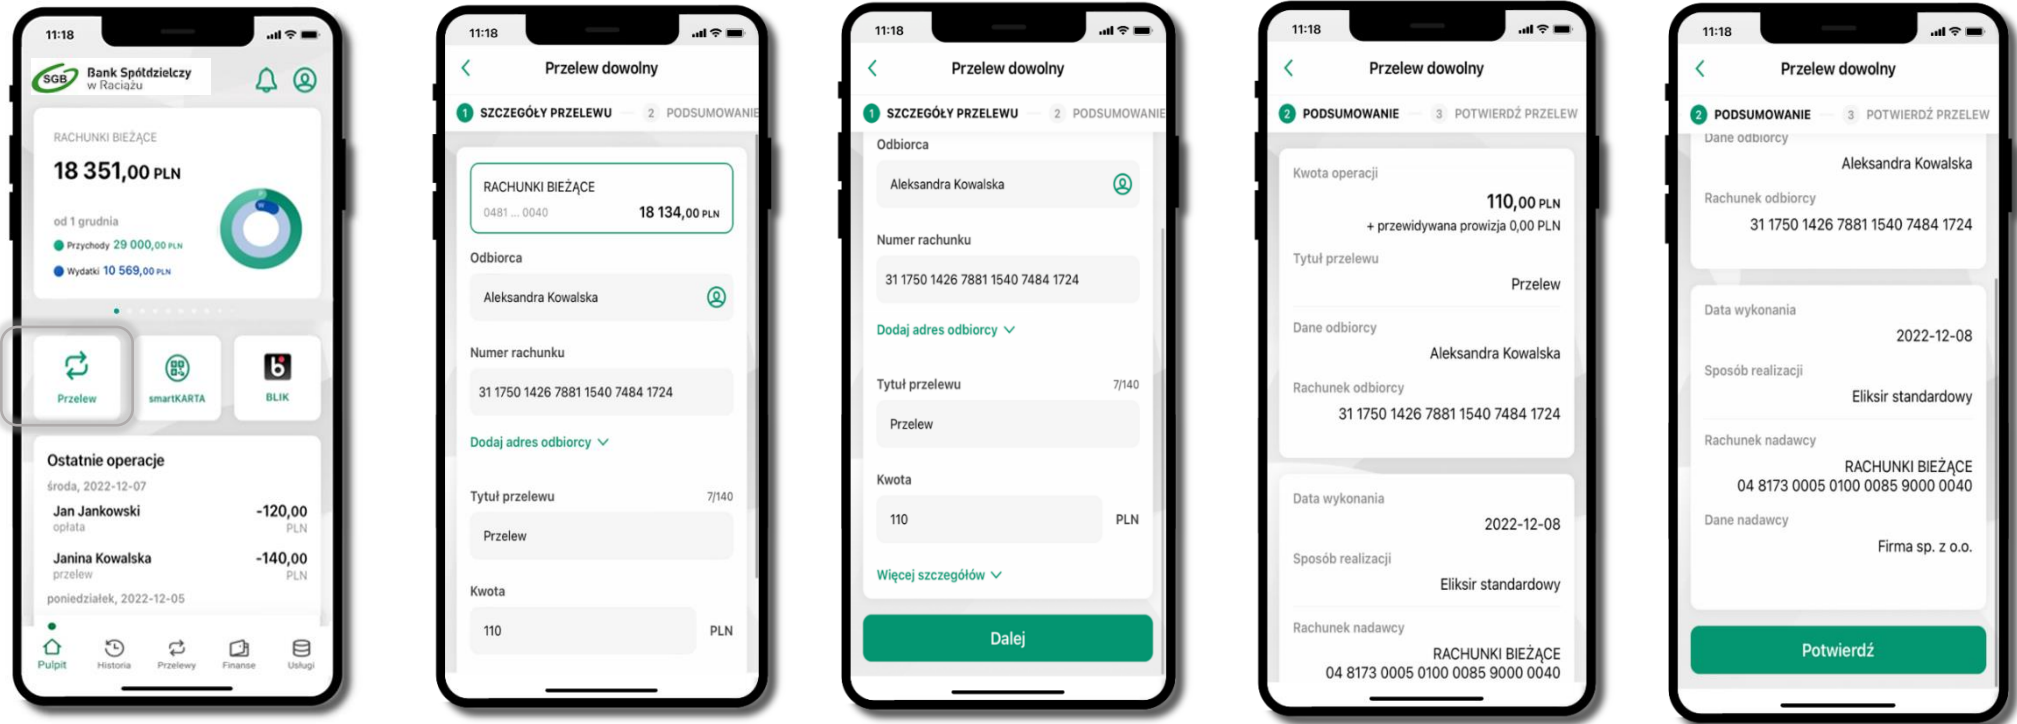 11:18
SGB Bank Spółdzielczy
w Raciążu
RACHUNKI BIEŻĄCE
18 351,00 PLN
od 1 grudnia
Przychody 29 000,00 PLN
Wydatki 10 569,00 PLN
Przelew
smartKARTA
BLIK
Ostatnie operacje
środa, 2022-12-07
Jan Jankowski -120,00
opłata PLN
Janina Kowalska -140,00
przelew PLN
poniedziałek, 2022-12-05
Pulpit Historia Przelewy Finanse Usługi
11:18
Przelew dowolny
1 SZCZEGÓŁY PRZELEWU 2 PODSUMOWANIE
RACHUNKI BIEŻĄCE
0481 ... 0040 18 134,00 PLN
Odbiorca
Aleksandra Kowalska
Numer rachunku
31 1750 1426 7881 1540 7484 1724
Dodaj adres odbiorcy
Tytuł przelewu 7/140
Przelew
Kwota
110 PLN
11:18
Przelew dowolny
1 SZCZEGÓŁY PRZELEWU 2 PODSUMOWANIE
Odbiorca
Aleksandra Kowalska
Numer rachunku
31 1750 1426 7881 1540 7484 1724
Dodaj adres odbiorcy
Tytuł przelewu 7/140
Przelew
Kwota
110 PLN
Więcej szczegółów
Dalej
11:18
Przelew dowolny
2 PODSUMOWANIE 3 POTWIERDŹ PRZELEW
Kwota operacji
110,00 PLN
+ przewidywana prowizja 0,00 PLN
Tytuł przelewu
Przelew
Dane odbiorcy
Aleksandra Kowalska
Rachunek odbiorcy
31 1750 1426 7881 1540 7484 1724
Data wykonania
2022-12-08
Sposób realizacji
Eliksir standardowy
Rachunek nadawcy
RACHUNKI BIEŻĄCE
04 8173 0005 0100 0085 9000 0040
11:18
Przelew dowolny
2 PODSUMOWANIE 3 POTWIERDŹ PRZELEW
Dane odbiorcy
Aleksandra Kowalska
Rachunek odbiorcy
31 1750 1426 7881 1540 7484 1724
Data wykonania
2022-12-08
Sposób realizacji
Eliksir standardowy
Rachunek nadawcy
RACHUNKI BIEŻĄCE
04 8173 0005 0100 0085 9000 0040
Dane nadawcy
Firma sp. z o.o.
Potwierdź